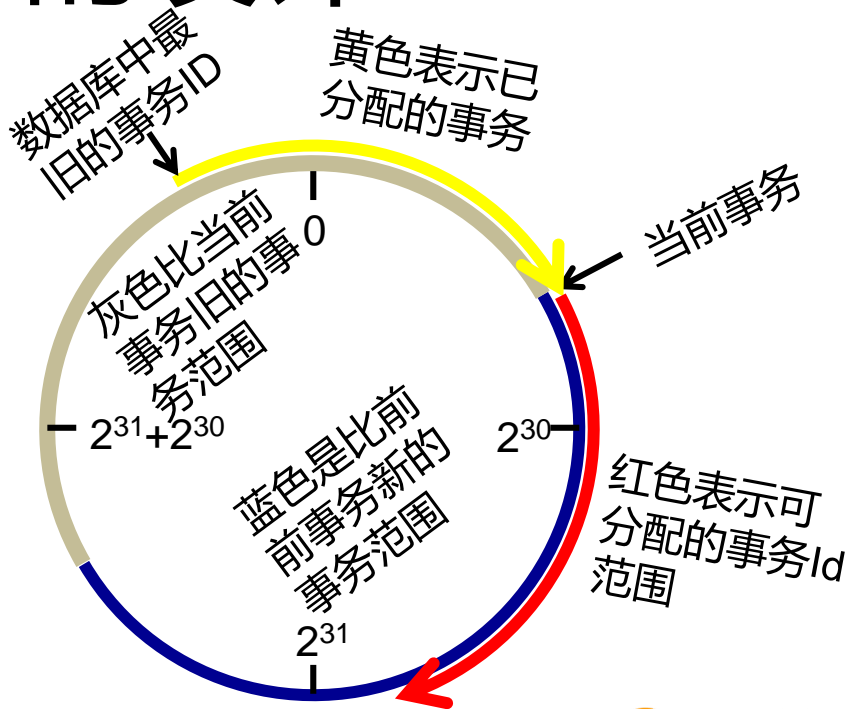 数据库中最
旧的事务ID
黄色表示已
分配的事务
当前事务
0
灰色比当前
事务旧的事
务范围
2³¹+2³⁰
2³⁰
蓝色是比前
前事务新的
事务范围
红色表示可
分配的事务Id
范围
2³¹